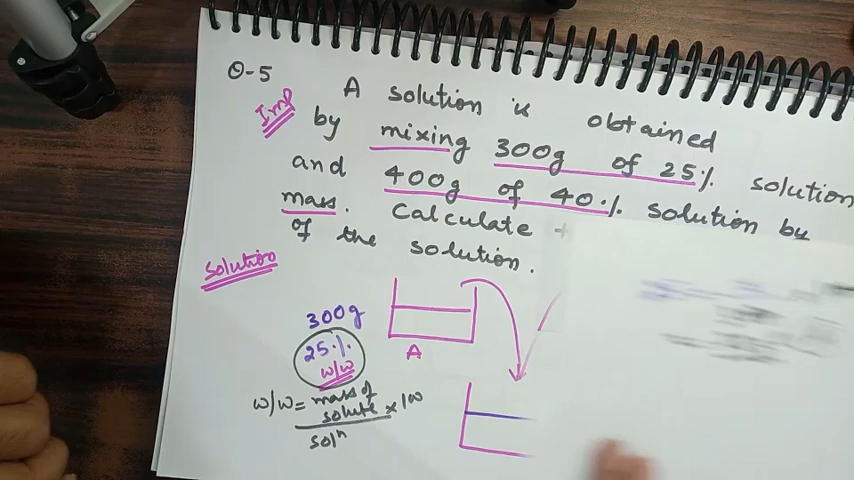 Q-5
Imp
A solution is obtained
by mixing 300g of 25% solution
and 400g of 40% solution by
mass. Calculate
of the solution.
Solution
300g
25%
w/w
A
w/w = mass of
solute × 100
solⁿ